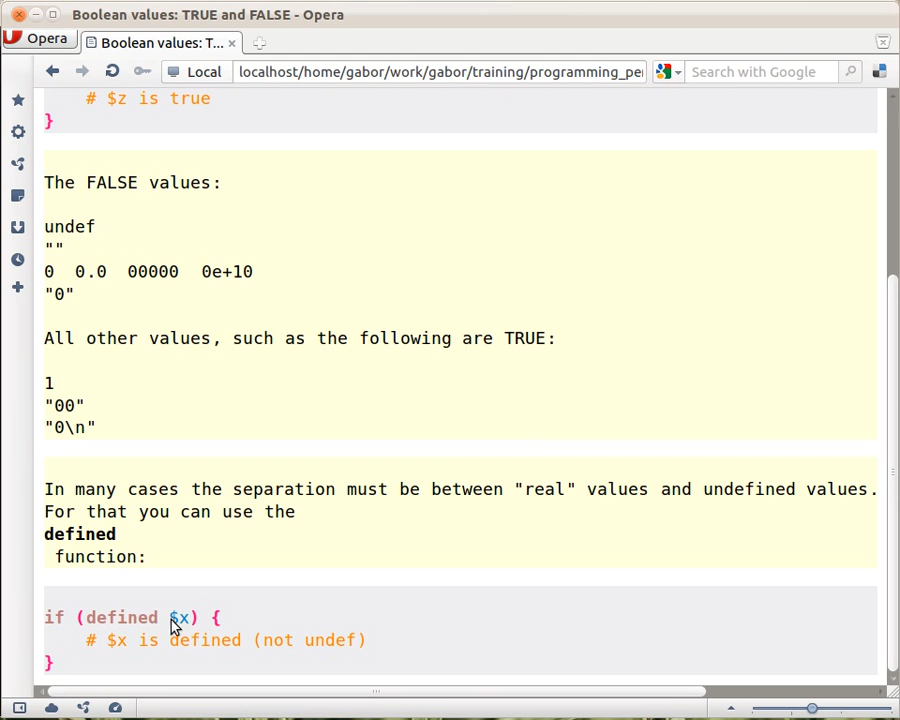 Boolean values: TRUE and FALSE - Opera
Opera
Boolean values: T...
Local
localhost/home/gabor/work/gabor/training/programming_pe
Search with Google
# $z is true
}
The FALSE values:
undef
""
0 0.0 00000 0e+10
"0"
All other values, such as the following are TRUE:
1
"00"
"0\n"
In many cases the separation must be between "real" values and undefined values.
For that you can use the
defined
function:
if (defined $x) {
# $x is defined (not undef)
}